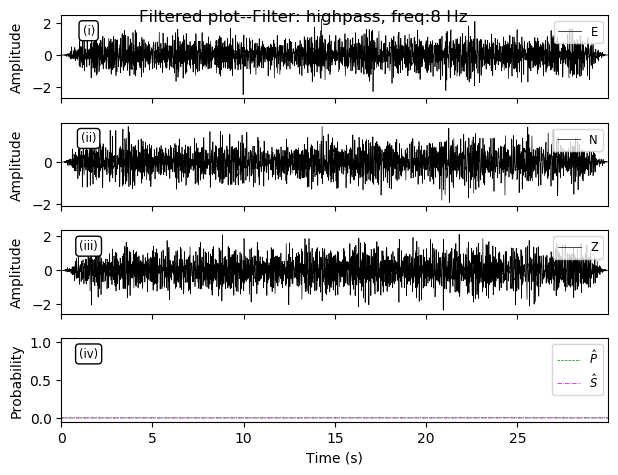 Filtered plot--Filter: highpass, freq:8 Hz
(i)
E
Amplitude
2
0
−2
(ii)
N
Amplitude
0
−2
(iii)
Z
Amplitude
2
0
−2
(iv)
P̂
Ŝ
Probability
1.0
0.5
0.0
0 5 10 15 20 25
Time (s)